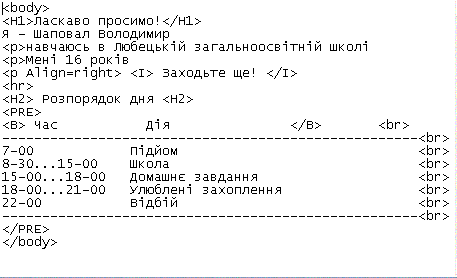 <body>
<H1>Ласкаво просимо!</H1>
Я – Шаповал Володимир
<p>навчаюсь в Любецькій загальноосвітній школі
<p>Мені 16 років
<p Align=right> <I> Заходьте ще! </I>
<hr>
<H2> Розпорядок дня <H2>
<PRE>
<B> Час            Дія                </B>        <br>
----------------------------------------------------------<br>
7-00              Підйом                                  <br>
8-30...15-00    Школа                                   <br>
15-00...18-00   Домашнє завдання                      <br>
18-00...21-00   Улюблені захоплення                   <br>
22-00             Відбій                                  <br>
----------------------------------------------------------<br>
</PRE>
</body>